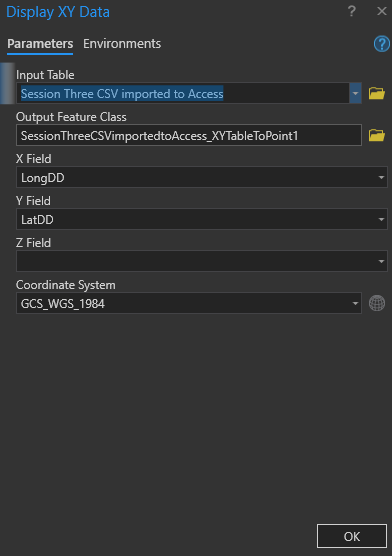 Display XY Data ? ×
Parameters Environments ?
Input Table
Session Three CSV imported to Access
Output Feature Class
SessionThreeCSVimportedtoAccess_XYTableToPoint1
X Field
LongDD
Y Field
LatDD
Z Field
Coordinate System
GCS_WGS_1984
OK